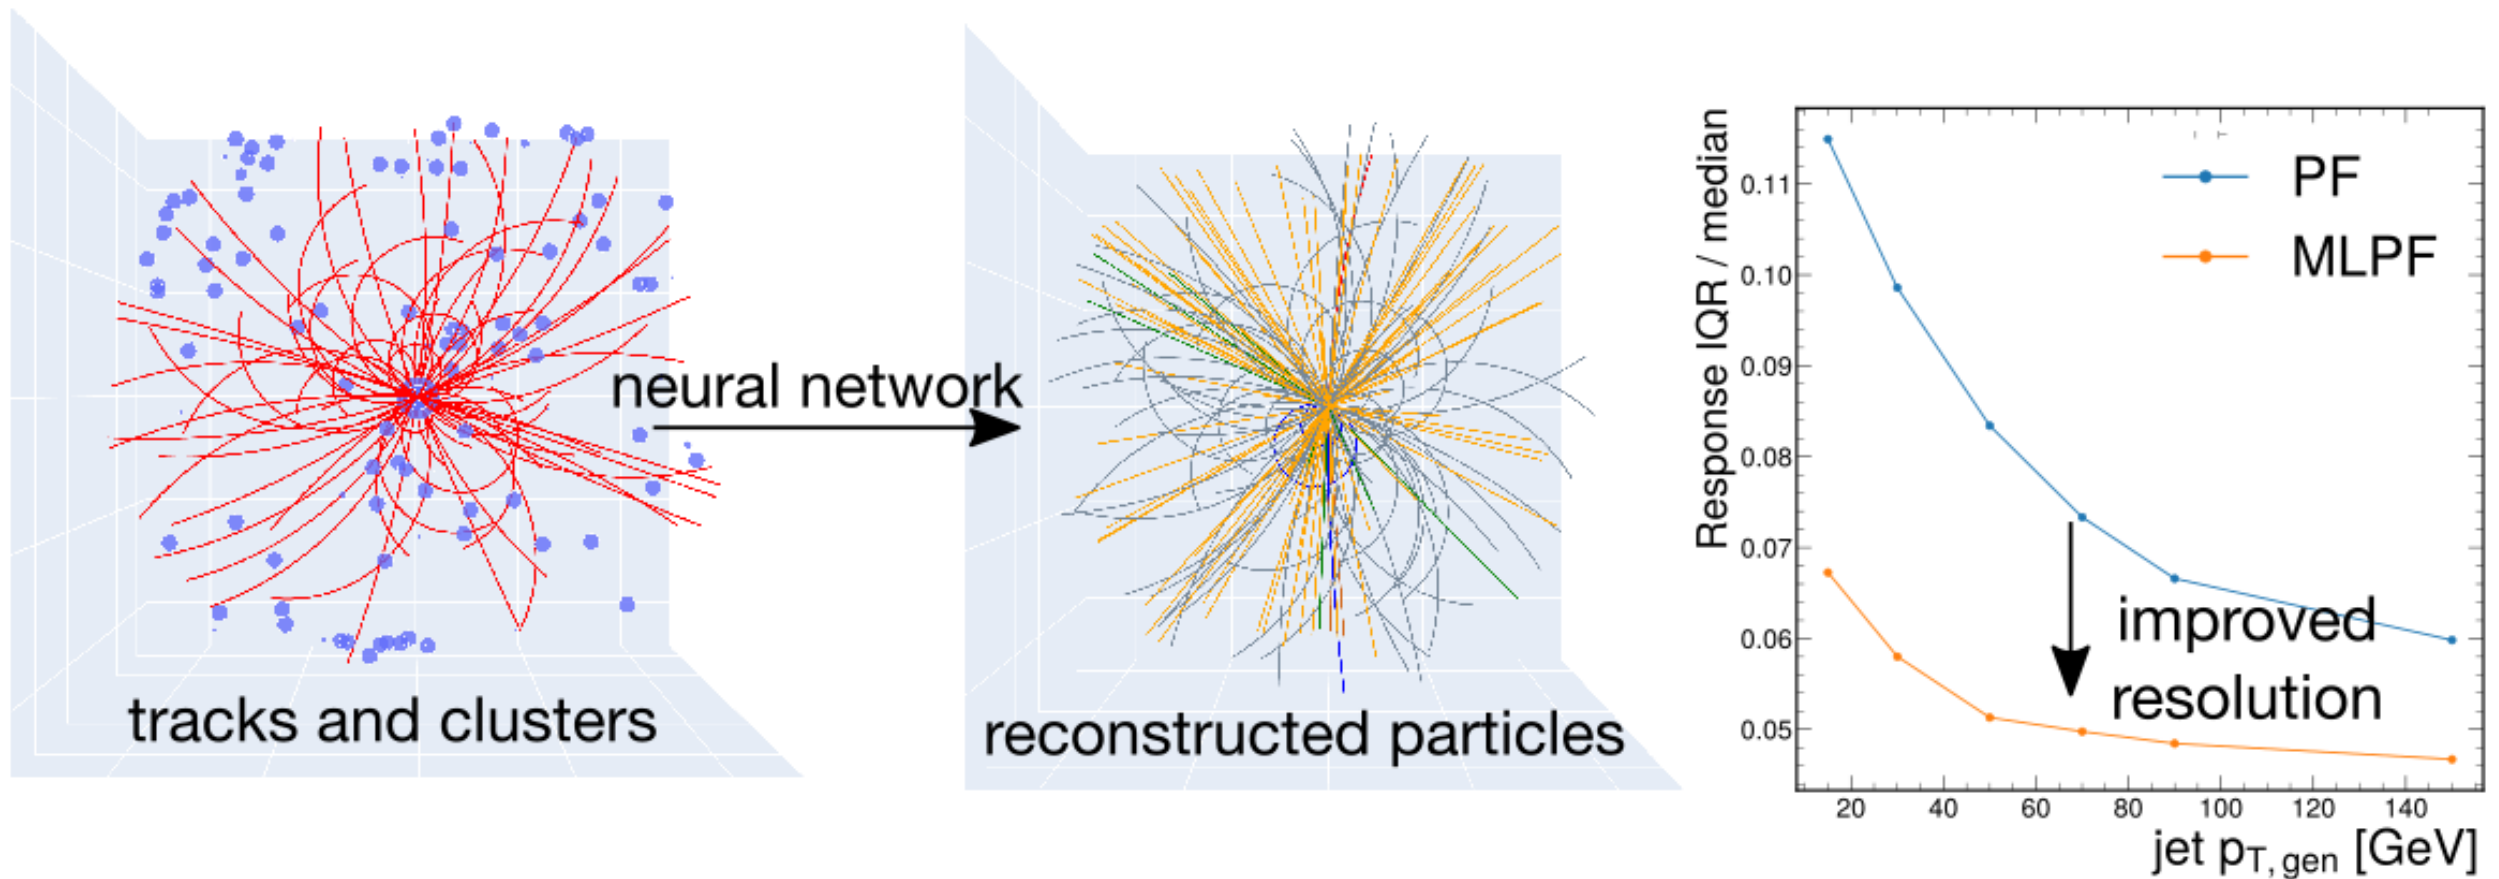 neural network
tracks and clusters
reconstructed particles
Response IQR / median
0.11
0.10
0.09
0.08
0.07
0.06
0.05
PF
MLPF
improved
resolution
20 40 60 80 100 120 140
jet pT, gen [GeV]